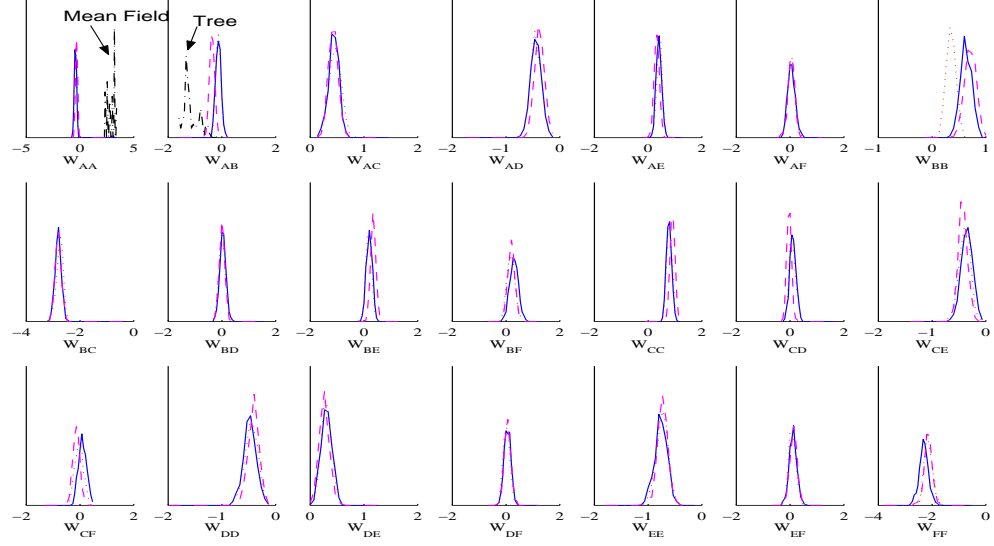 Mean Field
Tree
−5 0 5
W_AA
−2 0 2
W_AB
0 1 2
W_AC
−2 −1 0
W_AD
−2 0 2
W_AE
−2 0 2
W_AF
−1 0 1
W_BB
−4 −2 0
W_BC
−2 0 2
W_BD
−2 0 2
W_BE
−2 0 2
W_BF
−2 0 2
W_CC
−2 0 2
W_CD
−2 −1 0
W_CE
−2 0 2
W_CF
−2 −1 0
W_DD
0 1 2
W_DE
−2 0 2
W_DF
−2 −1 0
W_EE
−2 0 2
W_EF
−4 −2 0
W_FF